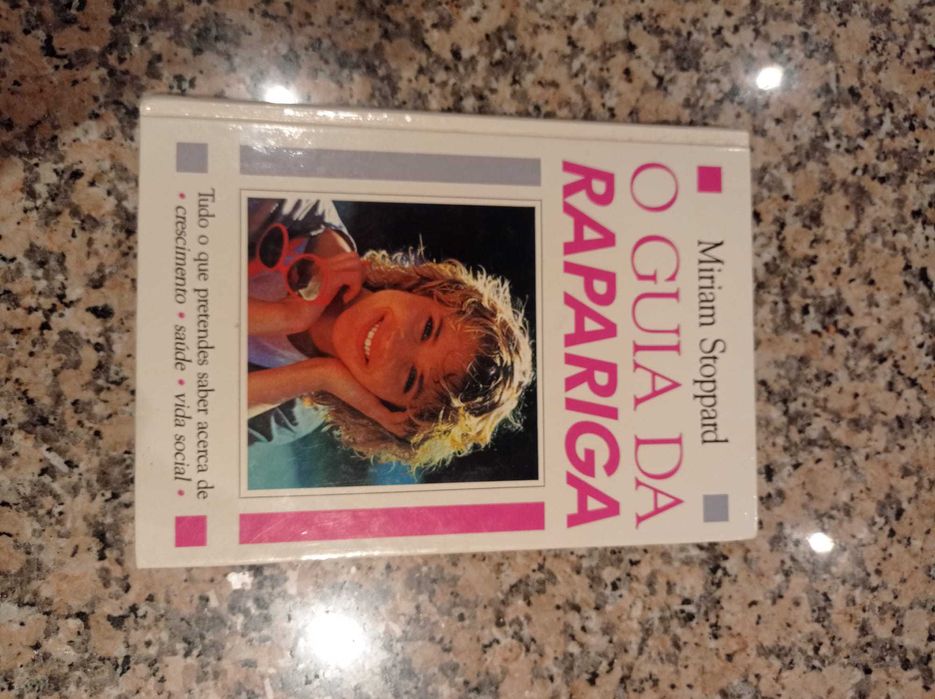 Miriam Stoppard
O GUIA DA
RAPARIGA
Tudo o que pretendes saber acerca de
• crescimento • saúde • vida social •